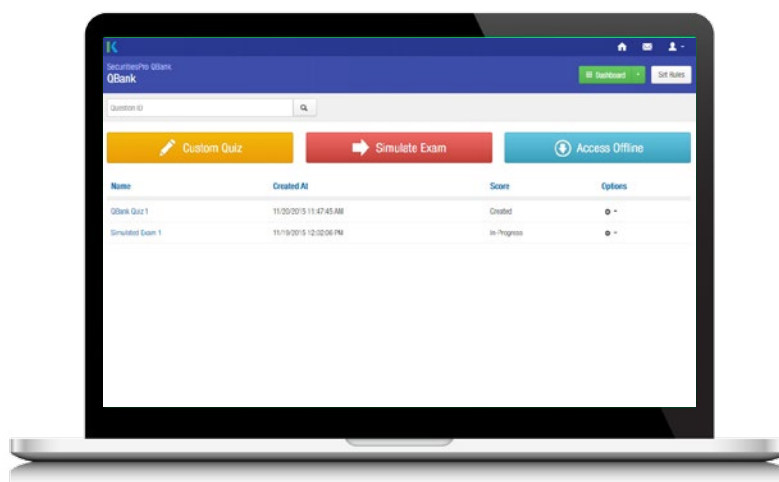 K
SecuritiesPro QBank
QBank
Dashboard
Set Rules
Question ID
Custom Quiz
Simulate Exam
Access Offline
Name Created At Score Options
QBank Quiz 1 11/20/2015 11:47:45 AM Created
Simulated Exam 1 11/19/2015 12:32:06 PM In-Progress